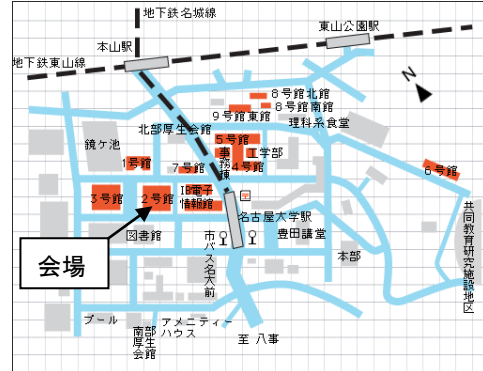 地下鉄名城線
東山公園駅
本山駅
地下鉄東山線
N
8号館北館
8号館南館
9号館東館
北部厚生会館
理科系食堂
5号館
鏡ケ池
事務棟
工学部
1号館
7号館
4号館
6号館
3号館
2号館
IB電子
情報館
名古屋大学駅
共同教育研究施設地区
図書館
市バス名大前
豊田講堂
会場
本部
プール
南部
厚生
会館
アメニティー
ハウス
至 八事